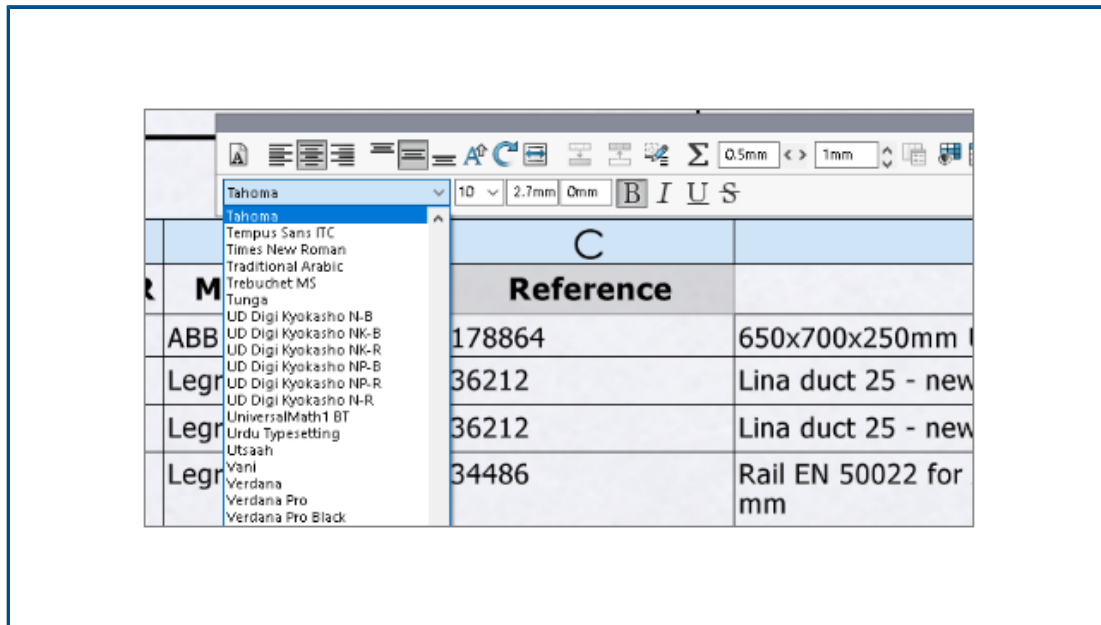 A A 0.5mm 1mm
Tahoma 10 2.7mm 0mm B I U S
Tahoma
Tempus Sans ITC
Times New Roman
Traditional Arabic
Trebuchet MS
Tunga
UD Digi Kyokasho N-B
UD Digi Kyokasho NK-B
UD Digi Kyokasho NK-R
UD Digi Kyokasho NP-B
UD Digi Kyokasho NP-R
UD Digi Kyokasho N-R
UniversalMath1 BT
Urdu Typesetting
Utsaah
Vani
Verdana
Verdana Pro
Verdana Pro Black
C
M Reference
ABB 178864 650x700x250mm
Legr 36212 Lina duct 25 - new
Legr 36212 Lina duct 25 - new
Legr 34486 Rail EN 50022 for
mm